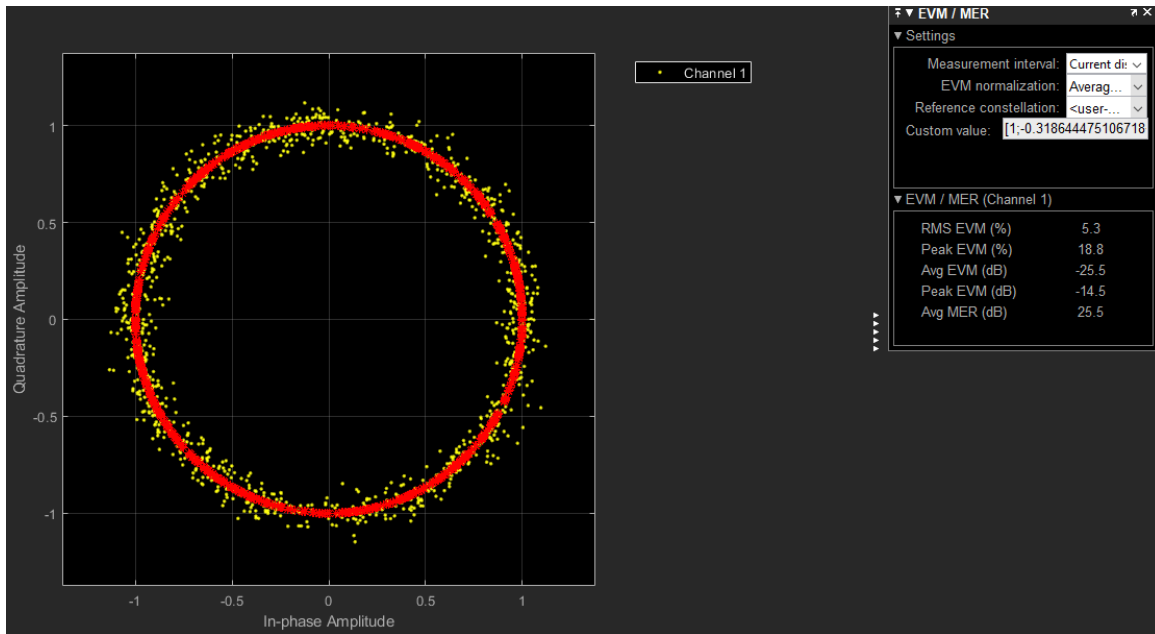 EVM / MER
Settings
Measurement interval: Current di
EVM normalization: Averag...
Reference constellation: <user-...
Custom value: [1;-0.318644475106718
EVM / MER (Channel 1)
RMS EVM (%) 5.3
Peak EVM (%) 18.8
Avg EVM (dB) -25.5
Peak EVM (dB) -14.5
Avg MER (dB) 25.5
Channel 1
Quadrature Amplitude
1
0.5
0
-0.5
-1
-1 -0.5 0 0.5 1
In-phase Amplitude